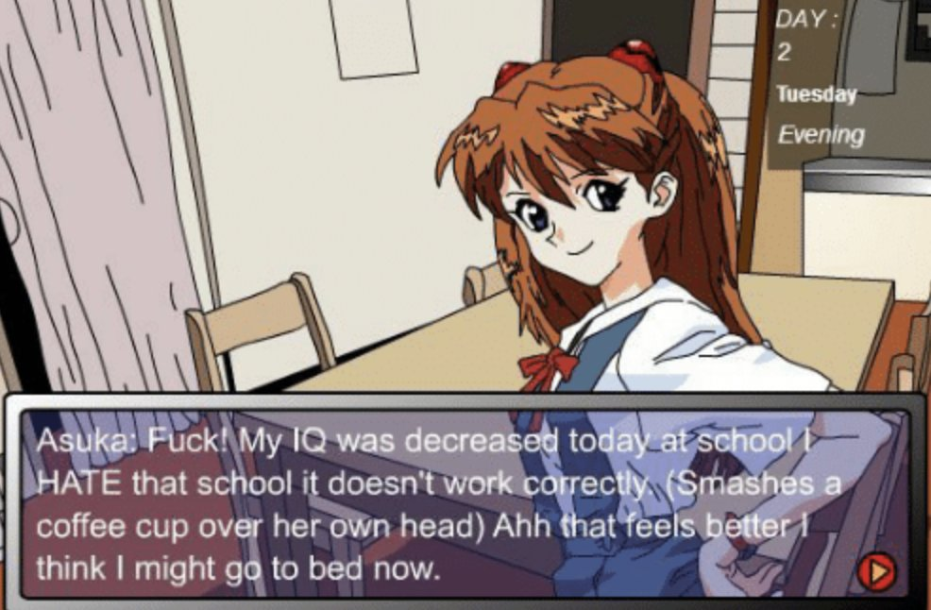 DAY :
2
Tuesday
Evening
Asuka: Fuck! My IQ was decreased today at school I
HATE that school it doesn't work correctly. (Smashes a
coffee cup over her own head) Ahh that feels better I
think I might go to bed now.